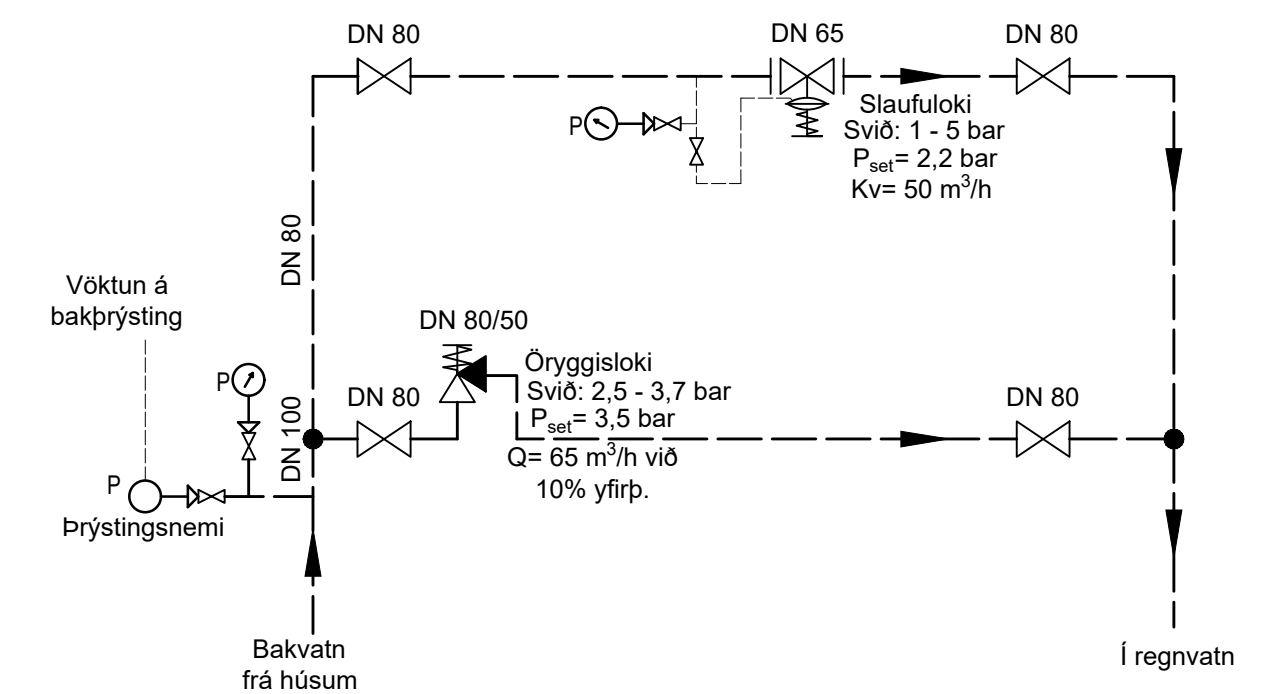 DN 80
DN 65
DN 80
P
Slaufuloki
Svið: 1 - 5 bar
Pset= 2,2 bar
Kv= 50 m3/h
DN 80
Vöktun á
bakþrýsting
DN 80/50
P
Öryggisloki
Svið: 2,5 - 3,7 bar
Pset= 3,5 bar
Q= 65 m3/h við
10% yfirþ.
DN 80
DN 80
DN 100
P
Þrýstingsnemi
Bakvatn
frá húsum
Í regnvatn